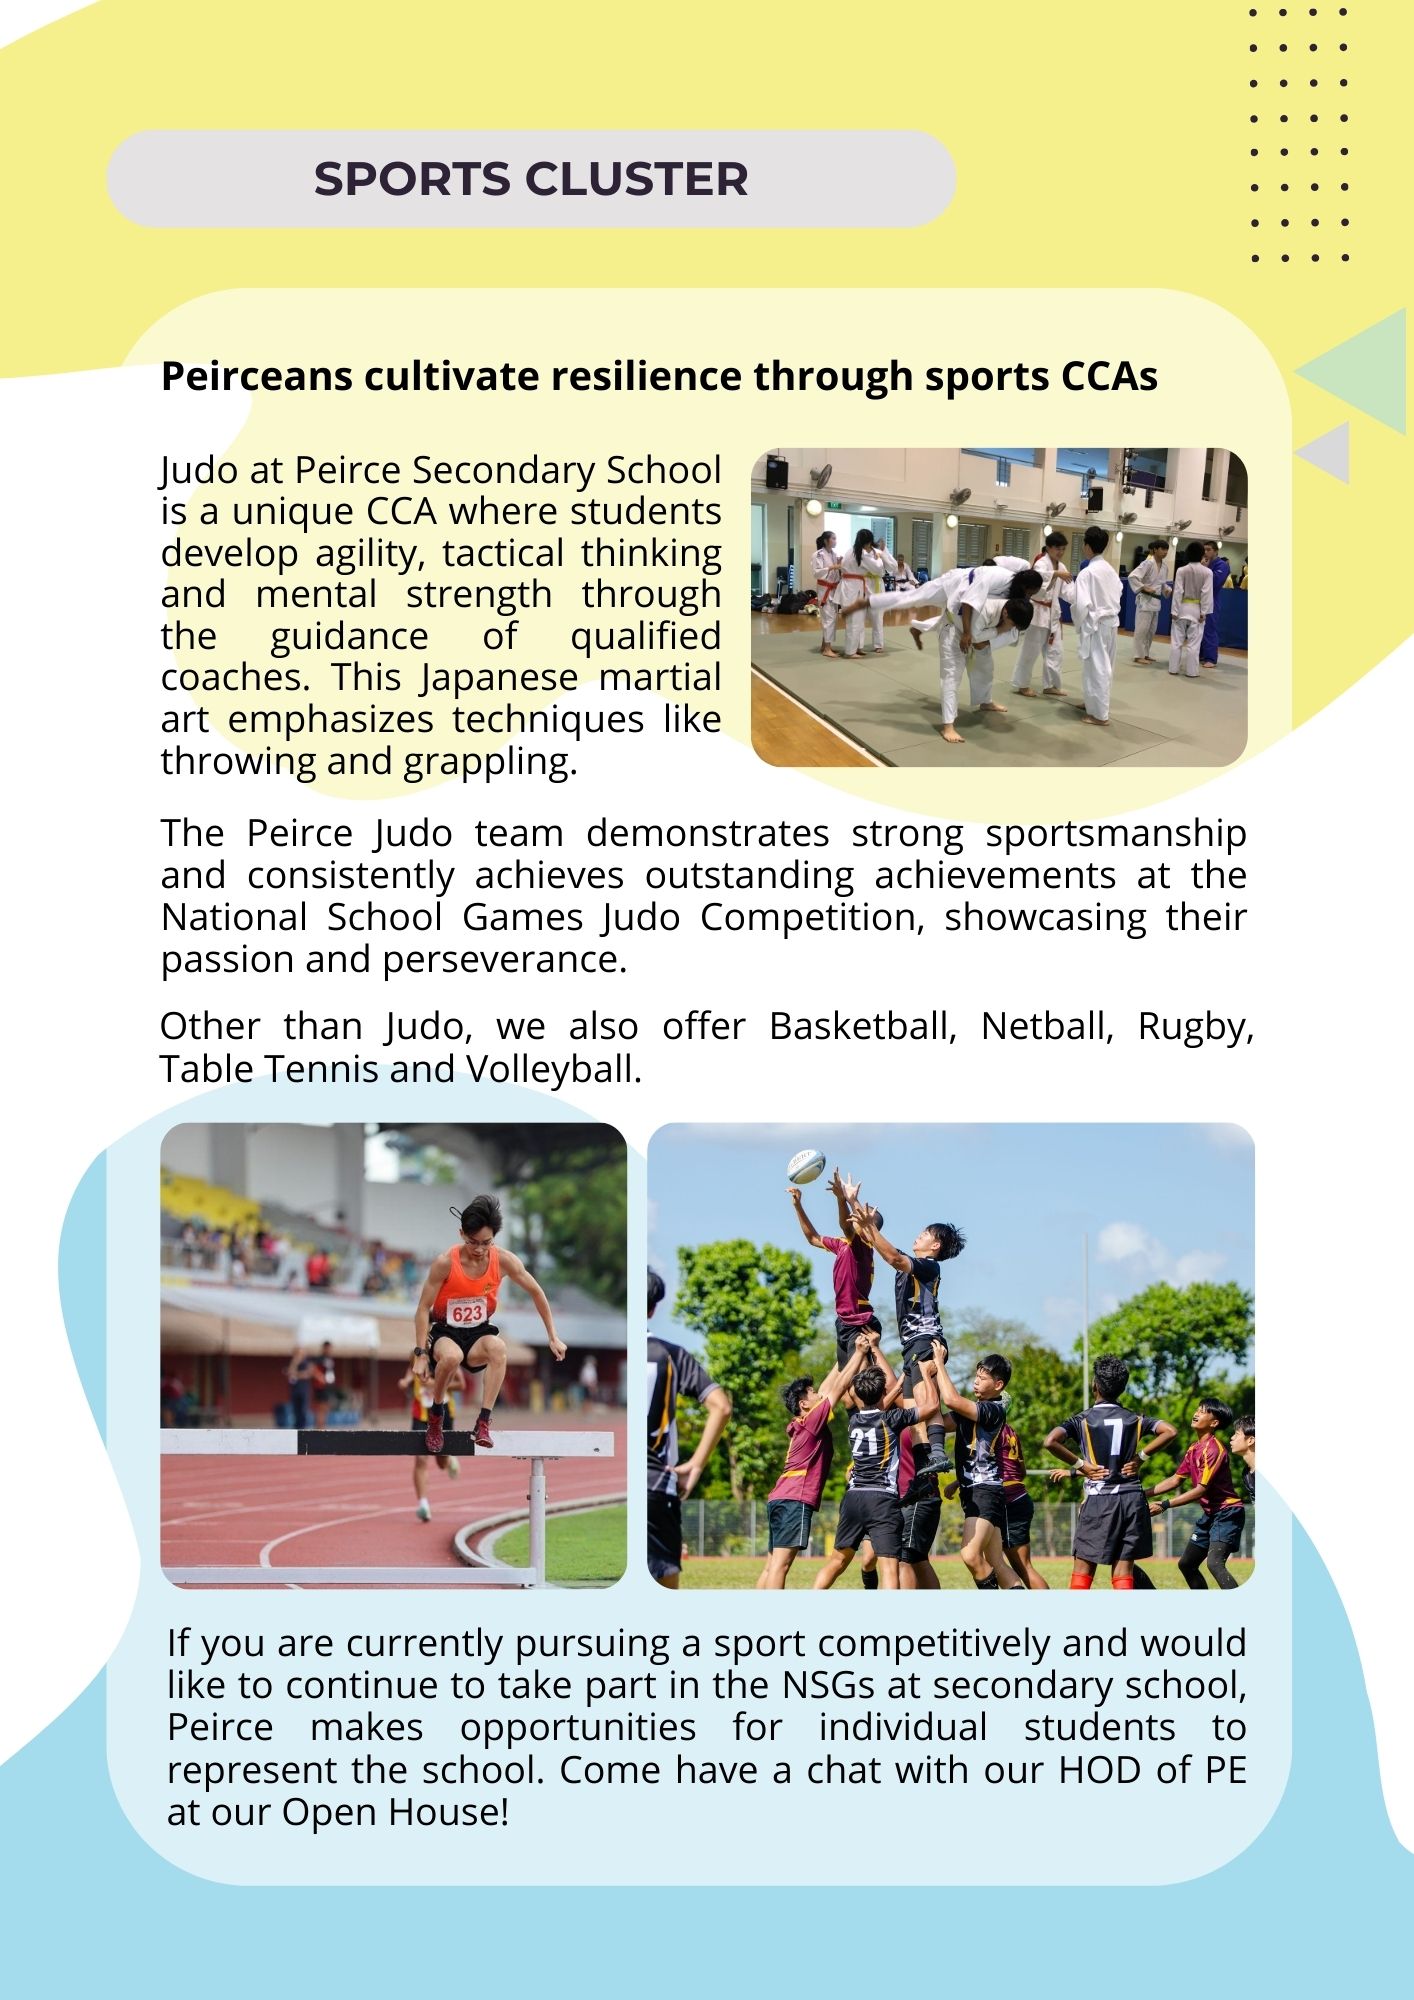 SPORTS CLUSTER
Peirceans cultivate resilience through sports CCAs
Judo at Peirce Secondary School
is a unique CCA where students
develop agility, tactical thinking
and mental strength through
the guidance of qualified
coaches. This Japanese martial
art emphasizes techniques like
throwing and grappling.
The Peirce Judo team demonstrates strong sportsmanship
and consistently achieves outstanding achievements at the
National School Games Judo Competition, showcasing their
passion and perseverance.
Other than Judo, we also offer Basketball, Netball, Rugby,
Table Tennis and Volleyball.
623
21
7
If you are currently pursuing a sport competitively and would
like to continue to take part in the NSGs at secondary school,
Peirce makes opportunities for individual students to
represent the school. Come have a chat with our HOD of PE
at our Open House!